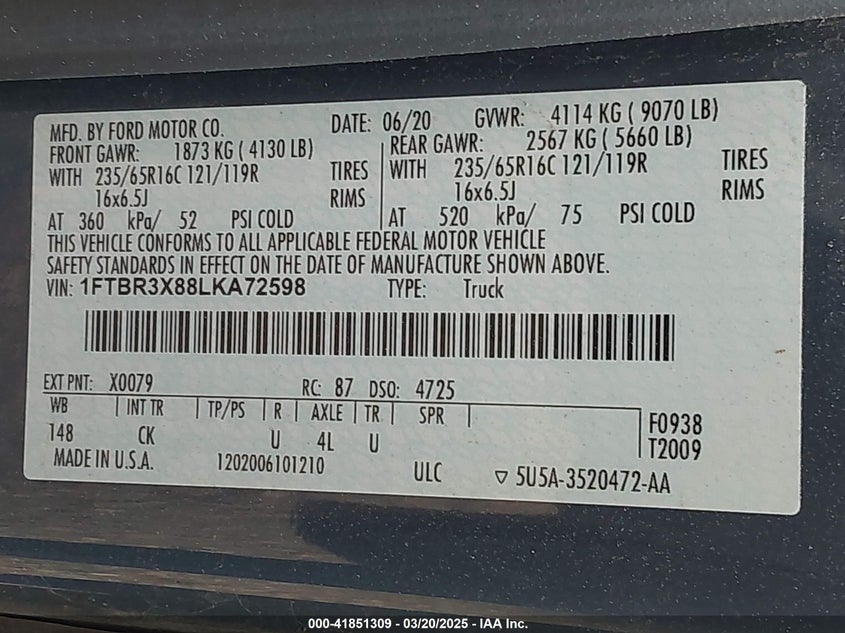 MFD. BY FORD MOTOR CO. DATE: 06/20 GVWR: 4114 KG ( 9070 LB)
FRONT GAWR: 1873 KG ( 4130 LB) REAR GAWR: 2567 KG ( 5660 LB)
WITH 235/65R16C 121/119R TIRES WITH 235/65R16C 121/119R TIRES
16x6.5J RIMS 16x6.5J RIMS
AT 360 kPa/ 52 PSI COLD AT 520 kPa/ 75 PSI COLD
THIS VEHICLE CONFORMS TO ALL APPLICABLE FEDERAL MOTOR VEHICLE
SAFETY STANDARDS IN EFFECT ON THE DATE OF MANUFACTURE SHOWN ABOVE.
VIN: 1FTBR3X88LKA72598 TYPE: Truck
EXT PNT: X0079 RC: 87 DSO: 4725
WB INT TR TP/PS R AXLE TR SPR F0938
148 CK U 4L U T2009
MADE IN U.S.A. 1202006101210 ULC ▽ 5U5A-3520472-AA
000-41851309 - 03/20/2025 - IAA Inc.